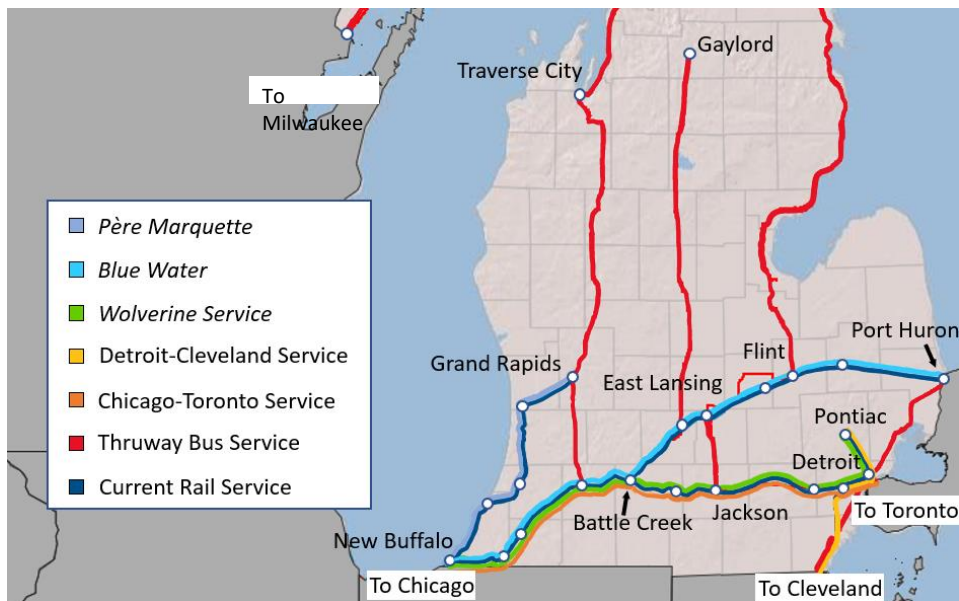 Gaylord
Traverse City
To
Milwaukee
Père Marquette
Blue Water
Wolverine Service
Detroit-Cleveland Service
Chicago-Toronto Service
Thruway Bus Service
Current Rail Service
Port Huron
Flint
Grand Rapids
East Lansing
Pontiac
Detroit
To Toronto
Battle Creek
Jackson
New Buffalo
To Chicago
To Cleveland